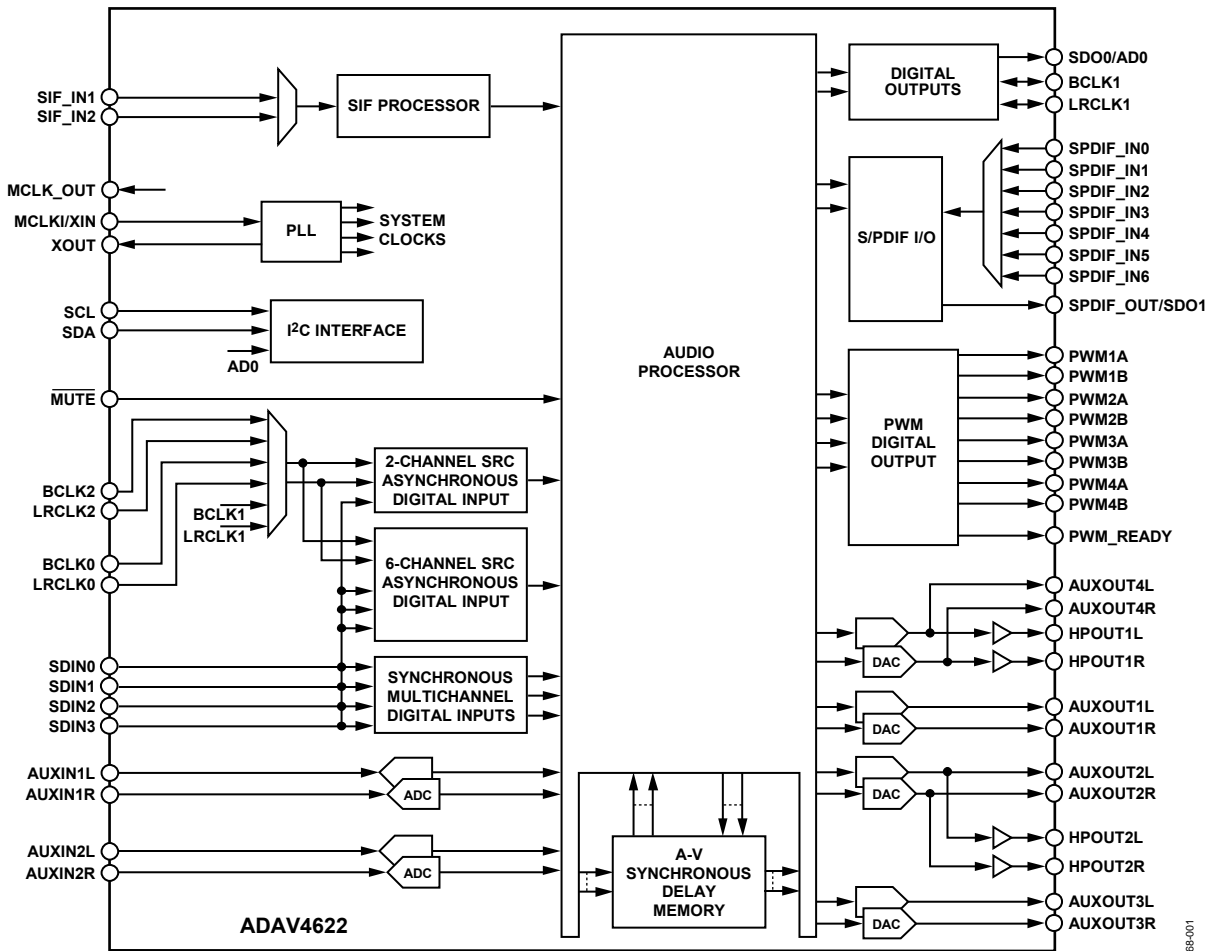 SIF_IN1
SIF_IN2
SIF PROCESSOR
MCLK_OUT
MCLKI/XIN
XOUT
PLL
SYSTEM
CLOCKS
SCL
SDA
I2C INTERFACE
AD0
MUTE
BCLK2
LRCLK2
BCLK1
LRCLK1
BCLK0
LRCLK0
2-CHANNEL SRC
ASYNCHRONOUS
DIGITAL INPUT
6-CHANNEL SRC
ASYNCHRONOUS
DIGITAL INPUT
SDIN0
SDIN1
SDIN2
SDIN3
SYNCHRONOUS
MULTICHANNEL
DIGITAL INPUTS
AUXIN1L
AUXIN1R
ADC
AUXIN2L
AUXIN2R
ADC
ADAV4622
AUDIO
PROCESSOR
A-V
SYNCHRONOUS
DELAY
MEMORY
DIGITAL
OUTPUTS
SDO0/AD0
BCLK1
LRCLK1
S/PDIF I/O
SPDIF_IN0
SPDIF_IN1
SPDIF_IN2
SPDIF_IN3
SPDIF_IN4
SPDIF_IN5
SPDIF_IN6
SPDIF_OUT/SDO1
PWM
DIGITAL
OUTPUT
PWM1A
PWM1B
PWM2A
PWM2B
PWM3A
PWM3B
PWM4A
PWM4B
PWM_READY
AUXOUT4L
AUXOUT4R
HPOUT1L
HPOUT1R
DAC
AUXOUT1L
AUXOUT1R
DAC
AUXOUT2L
AUXOUT2R
DAC
HPOUT2L
HPOUT2R
AUXOUT3L
AUXOUT3R
DAC
68-001